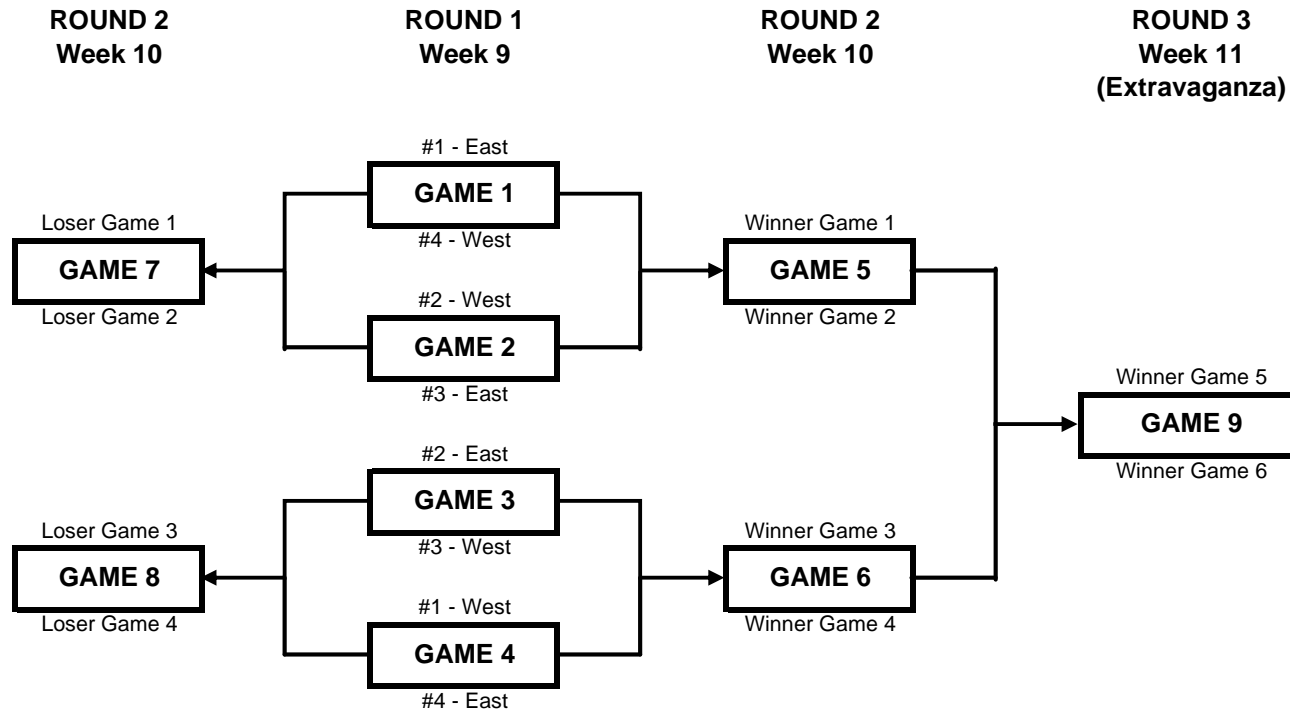 ROUND 2
Week 10
ROUND 1
Week 9
ROUND 2
Week 10
ROUND 3
Week 11
(Extravaganza)
#1 - East
GAME 1
#4 - West
Loser Game 1
GAME 7
Loser Game 2
Winner Game 1
GAME 5
Winner Game 2
#2 - West
GAME 2
#3 - East
Winner Game 5
GAME 9
Winner Game 6
#2 - East
GAME 3
#3 - West
Loser Game 3
GAME 8
Loser Game 4
Winner Game 3
GAME 6
Winner Game 4
#1 - West
GAME 4
#4 - East